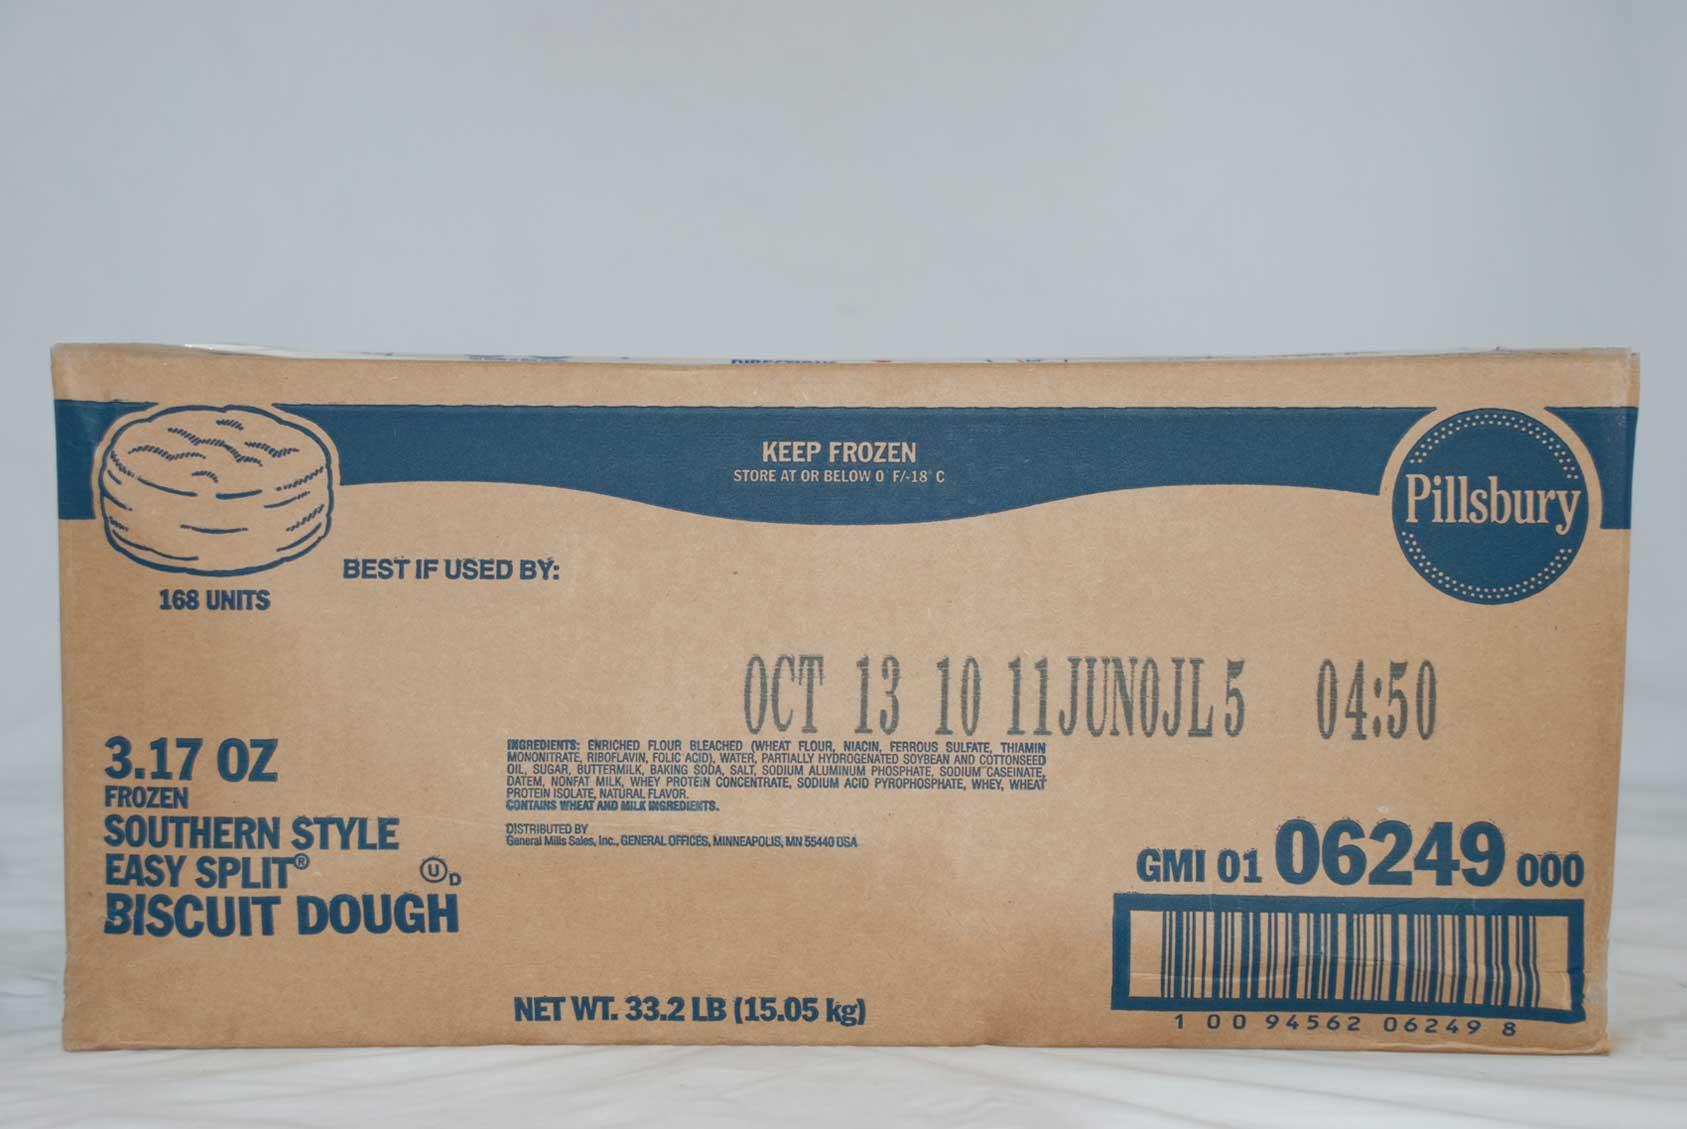 KEEP FROZEN
STORE AT OR BELOW 0° F/-18° C
Pillsbury
168 UNITS
BEST IF USED BY:
OCT 13 10 11JUN0JL5 04:50
3.17 OZ
FROZEN
SOUTHERN STYLE
EASY SPLIT®
U D
BISCUIT DOUGH
INGREDIENTS: ENRICHED FLOUR BLEACHED (WHEAT FLOUR, NIACIN, FERROUS SULFATE, THIAMIN
MONONITRATE, RIBOFLAVIN, FOLIC ACID), WATER, PARTIALLY HYDROGENATED SOYBEAN AND COTTONSEED
OIL, SUGAR, BUTTERMILK, BAKING SODA, SALT, SODIUM ALUMINUM PHOSPHATE, SODIUM CASEINATE,
DATEM, NONFAT MILK, WHEY PROTEIN CONCENTRATE, SODIUM ACID PYROPHOSPHATE, WHEY, WHEAT
PROTEIN ISOLATE, NATURAL FLAVOR.
CONTAINS WHEAT AND MILK INGREDIENTS.
DISTRIBUTED BY
General Mills Sales, Inc., GENERAL OFFICES, MINNEAPOLIS, MN 55440 USA
GMI 01 06249 000
1 00 94562 06249 8
NET WT. 33.2 LB (15.05 kg)